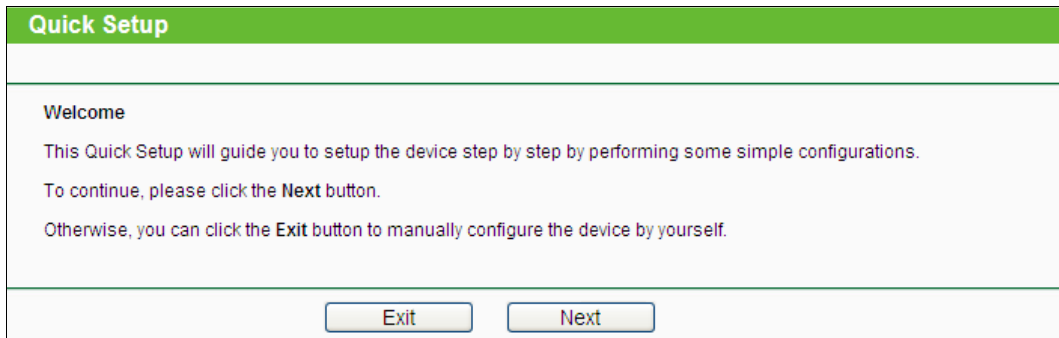 Quick Setup
Welcome
This Quick Setup will guide you to setup the device step by step by performing some simple configurations.
To continue, please click the Next button.
Otherwise, you can click the Exit button to manually configure the device by yourself.
Exit Next